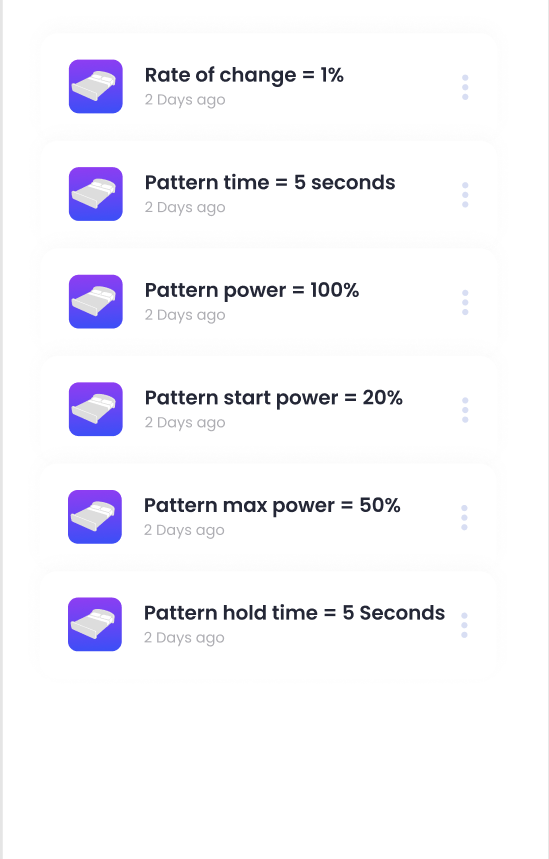 Rate of change = 1%
2 Days ago
Pattern time = 5 seconds
2 Days ago
Pattern power = 100%
2 Days ago
Pattern start power = 20%
2 Days ago
Pattern max power = 50%
2 Days ago
Pattern hold time = 5 Seconds
2 Days ago